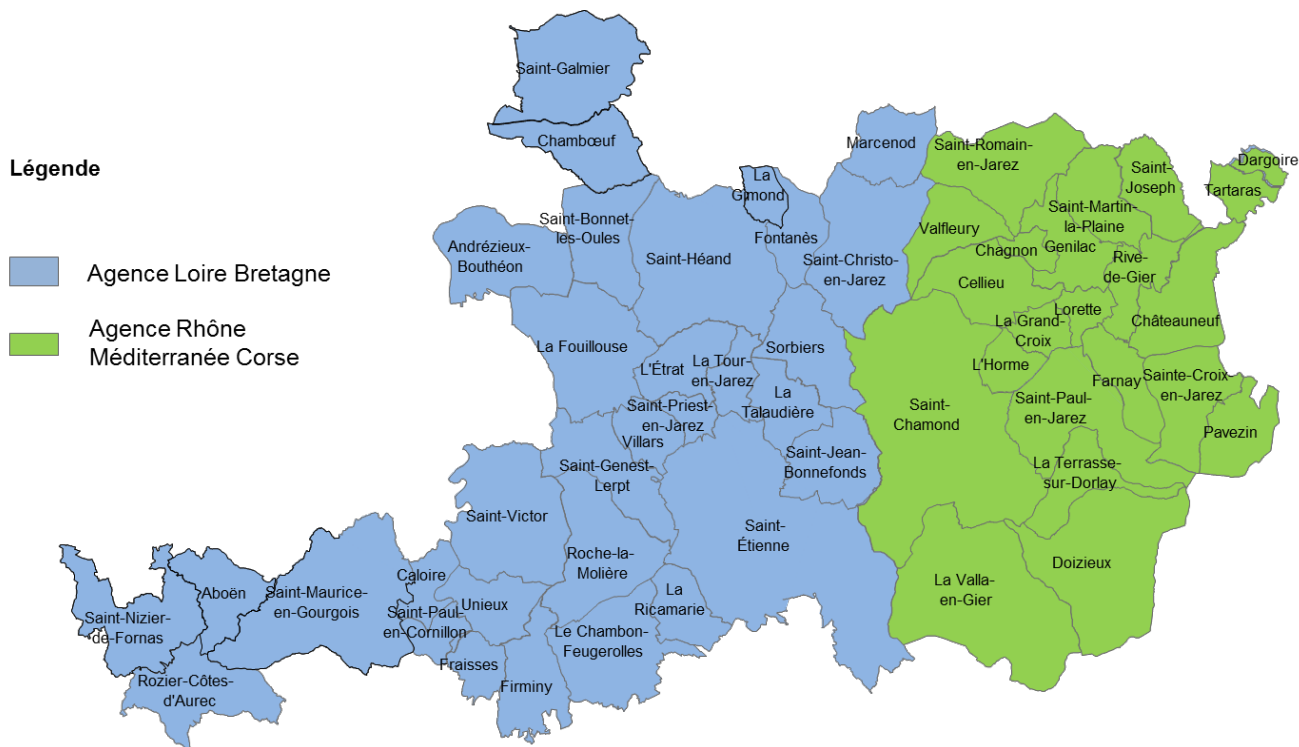 Légende
Agence Loire Bretagne
Agence Rhône
Méditerranée Corse
Saint-Galmier
Chambœuf
Marcenod
Saint-Romain-
en-Jarez
Saint-
Joseph
Dargoire
Tartaras
La
Gimond
Saint-Bonnet-
les-Oules
Andrézieux-
Bouthéon
Saint-Héand
Fontanès
Saint-Christo-
en-Jarez
Valfleury
Saint-Martin-
la-Plaine
Chagnon
Genilac
Rive-
de-Gier
Cellieu
Lorette
La Grand-
Croix
Châteauneuf
La Fouillouse
L'Étrat
La Tour-
en-Jarez
Sorbiers
L'Horme
Farnay
Sainte-Croix-
en-Jarez
La
Talaudière
Saint-Priest-
en-Jarez
Villars
Saint-
Chamond
Saint-Paul-
en-Jarez
Pavezin
Saint-Genest-
Lerpt
Saint-Jean-
Bonnefonds
La Terrasse-
sur-Dorlay
Saint-Victor
Saint-
Étienne
Roche-la-
Molière
Doizieux
La Valla-
en-Gier
Caloire
Aboën
Saint-Maurice-
en-Gourgois
Saint-Nizier-
de-Fornas
Saint-Paul-
en-Cornillon
Unieux
La
Ricamarie
Le Chambon-
Feugerolles
Fraisses
Firminy
Rozier-Côtes-
d'Aurec